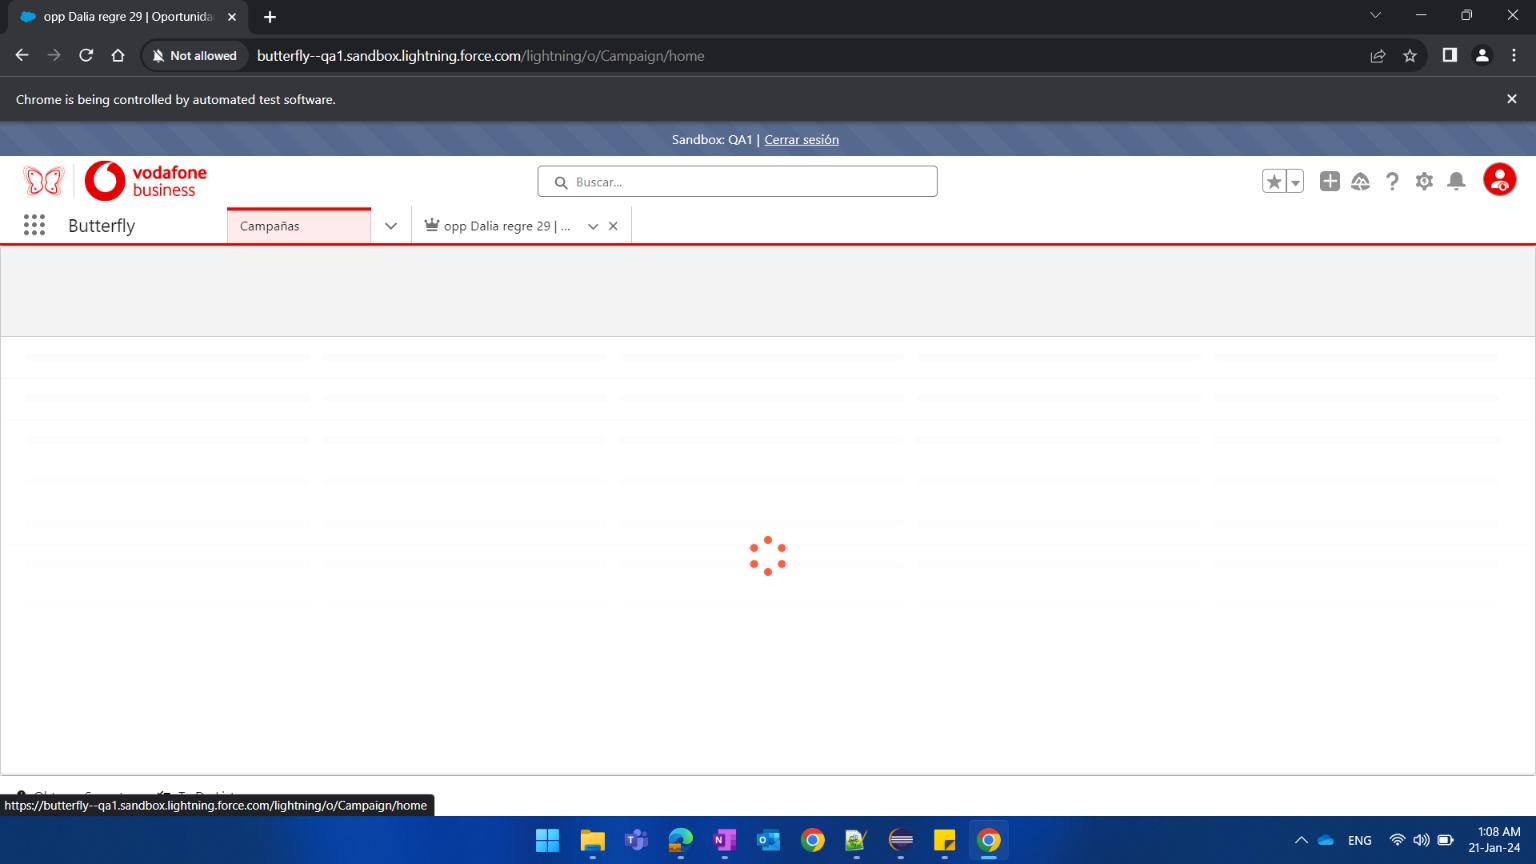 opp Dalia regre 29 | Oportunida
Not allowed
butterfly--qa1.sandbox.lightning.force.com/lightning/o/Campaign/home
Chrome is being controlled by automated test software.
Sandbox: QA1 | Cerrar sesión
vodafone
business
Buscar...
Butterfly
Campañas
opp Dalia regre 29 | ...
https://butterfly--qa1.sandbox.lightning.force.com/lightning/o/Campaign/home
ENG
1:08 AM
21-Jan-24